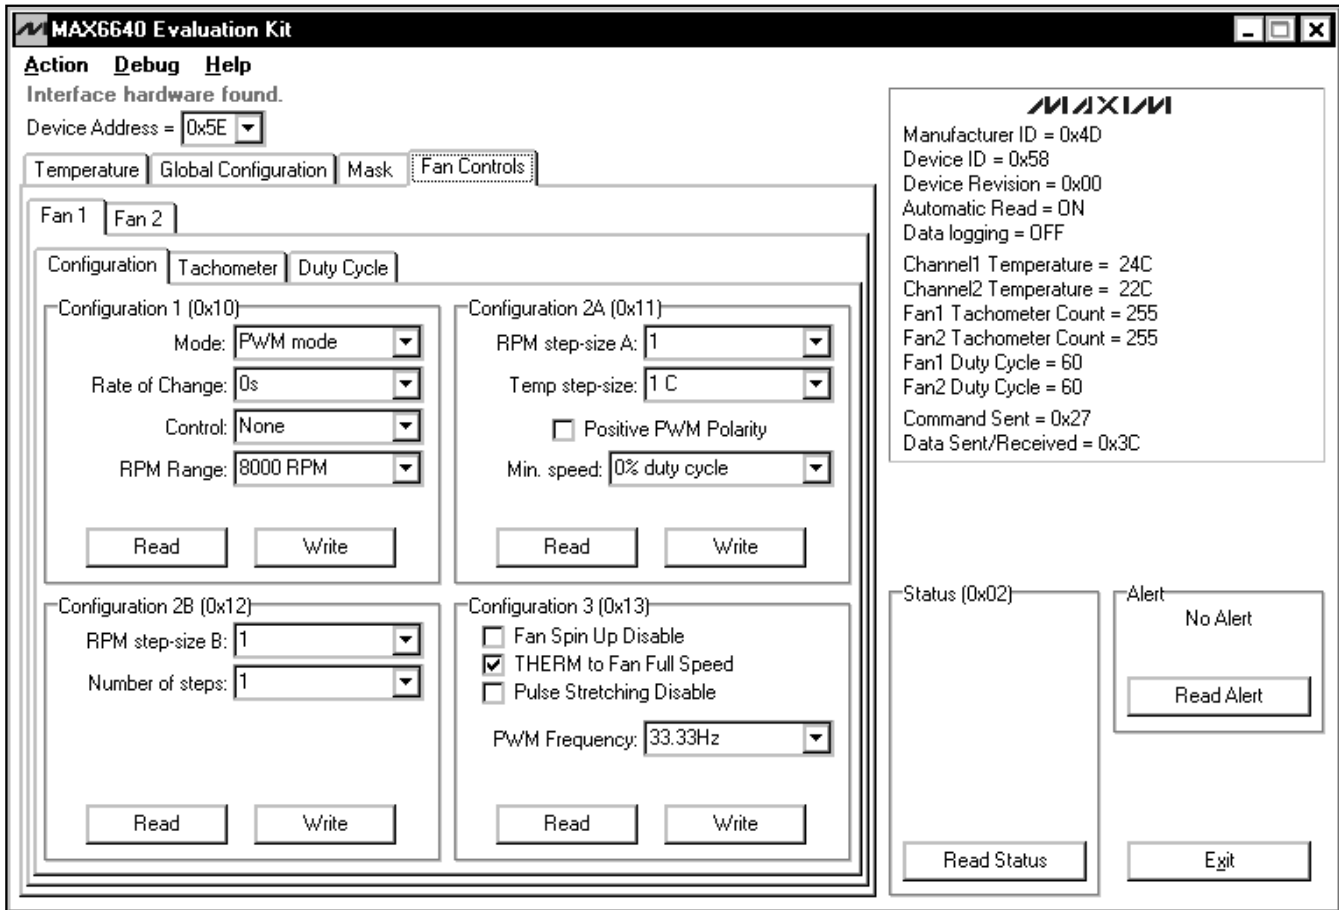 MAX6640 Evaluation Kit
Action Debug Help
Interface hardware found.
Device Address = 0x5E
Temperature Global Configuration Mask Fan Controls
Fan 1 Fan 2
Configuration Tachometer Duty Cycle
Configuration 1 (0x10)
Mode: PWM mode
Rate of Change: 0s
Control: None
RPM Range: 8000 RPM
Read Write
Configuration 2A (0x11)
RPM step-size A: 1
Temp step-size: 1 C
Positive PWM Polarity
Min. speed: 0% duty cycle
Read Write
Configuration 2B (0x12)
RPM step-size B: 1
Number of steps: 1
Read Write
Configuration 3 (0x13)
Fan Spin Up Disable
THERM to Fan Full Speed
Pulse Stretching Disable
PWM Frequency: 33.33Hz
Read Write
MAXIM
Manufacturer ID = 0x4D
Device ID = 0x58
Device Revision = 0x00
Automatic Read = ON
Data logging = OFF
Channel1 Temperature = 24C
Channel2 Temperature = 22C
Fan1 Tachometer Count = 255
Fan2 Tachometer Count = 255
Fan1 Duty Cycle = 60
Fan2 Duty Cycle = 60
Command Sent = 0x27
Data Sent/Received = 0x3C
Status (0x02)
Read Status
Alert
No Alert
Read Alert
Exit